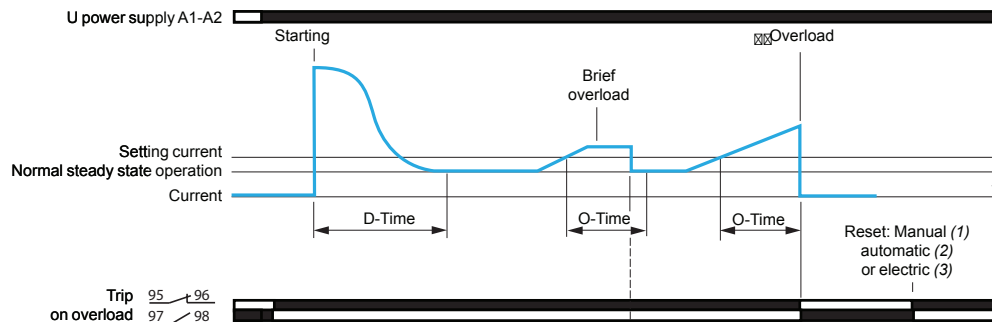 U power supply A1-A2
Starting
Overload
Brief
overload
Setting current
Normal steady state operation
Current
D-Time
O-Time
O-Time
Reset: Manual (1)
automatic (2)
or electric (3)
Trip 95 96
on overload 97 98